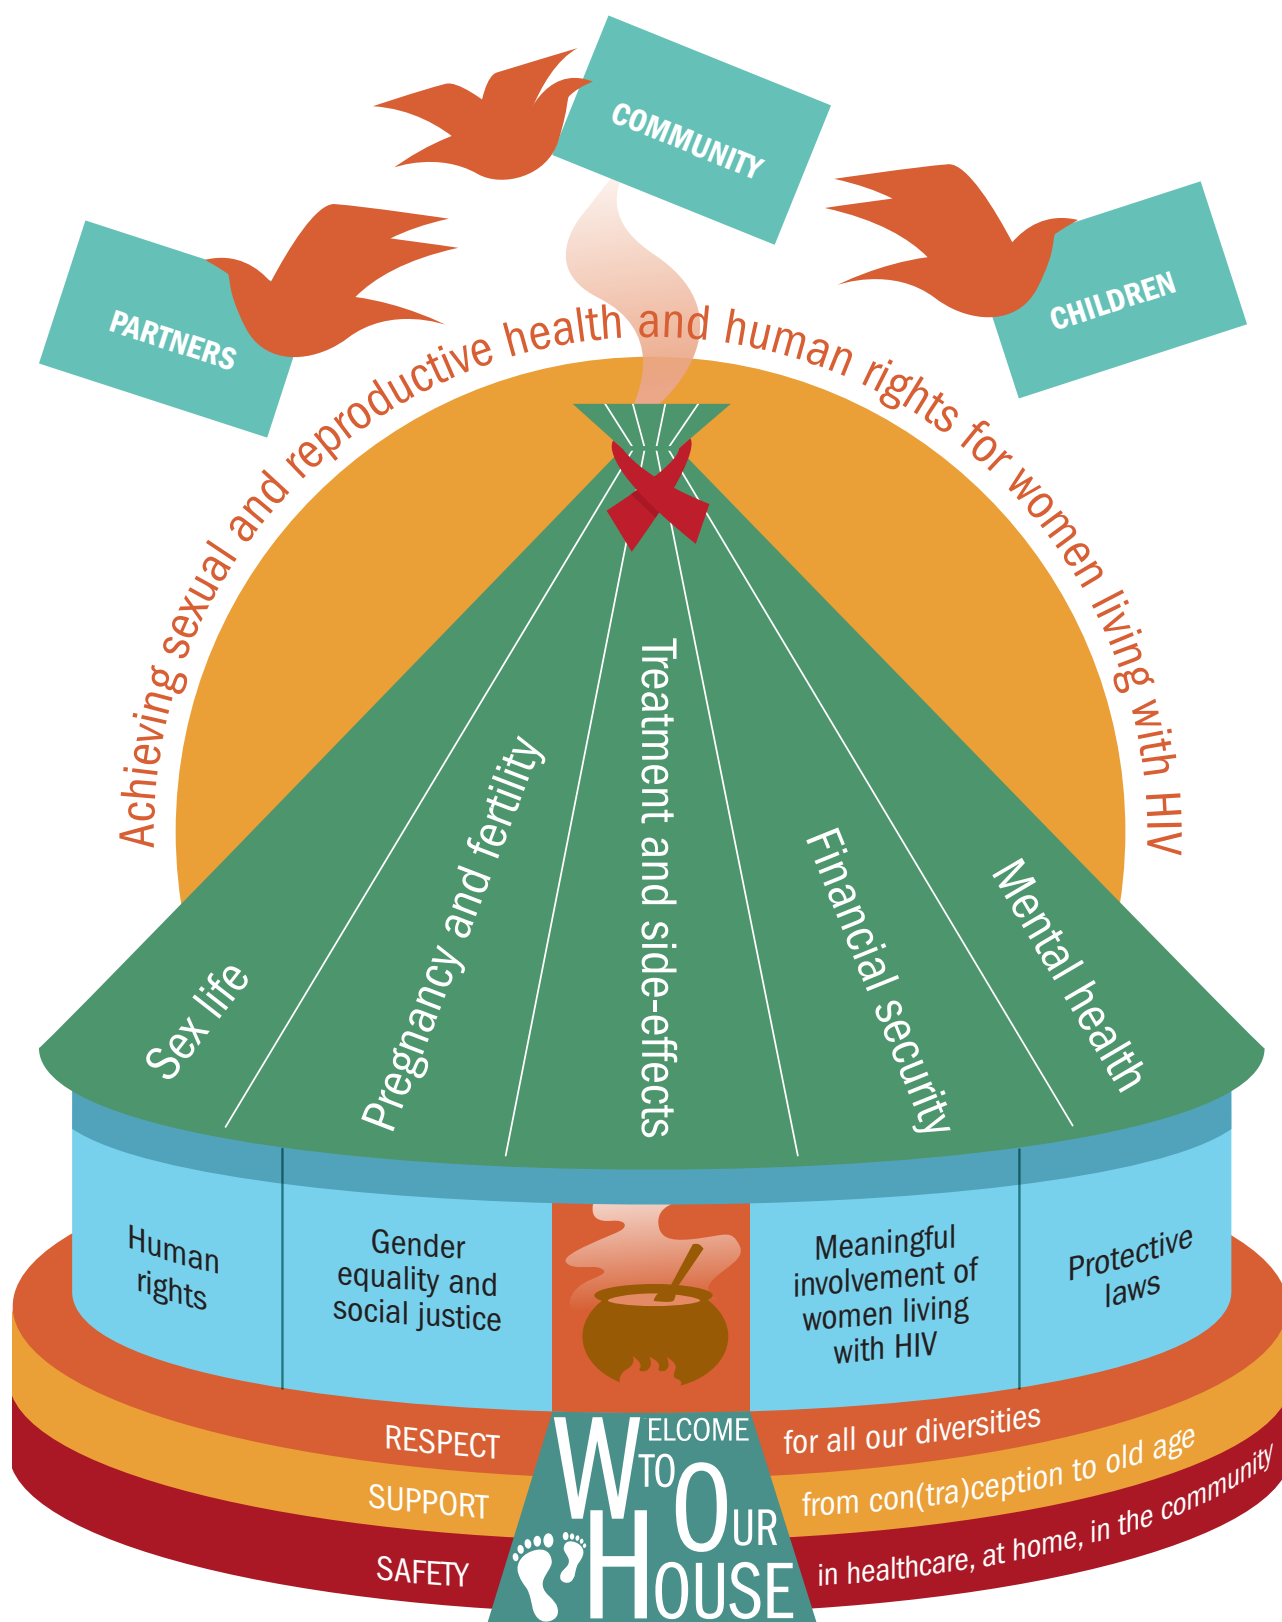 COMMUNITY
PARTNERS
CHILDREN
Achieving sexual and reproductive health and human rights for women living with HIV
Sex life
Pregnancy and fertility
Treatment and side-effects
Financial security
Mental health
Human
rights
Gender
equality and
social justice
Meaningful
involvement of
women living
with HIV
Protective
laws
RESPECT
for all our diversities
SUPPORT
from con(tra)ception to old age
SAFETY
in healthcare, at home, in the community
WELCOME
TO
OUR
HOUSE